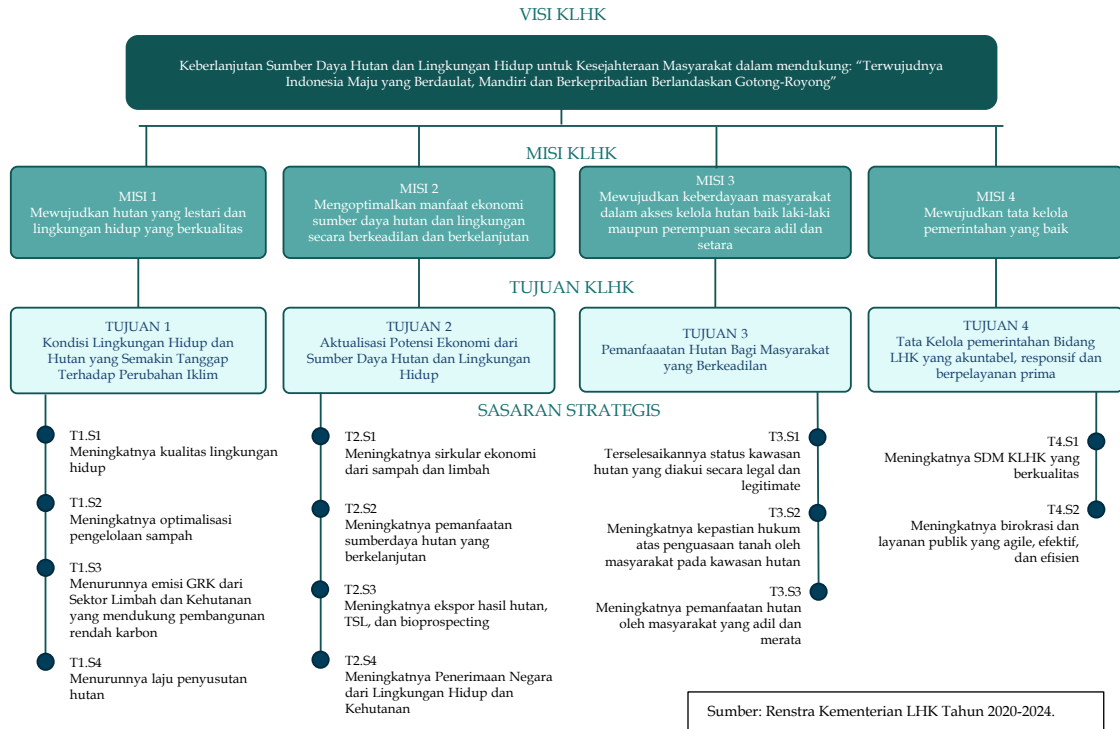 VISI KLHK
Keberlanjutan Sumber Daya Hutan dan Lingkungan Hidup untuk Kesejahteraan Masyarakat dalam mendukung: “Terwujudnya
Indonesia Maju yang Berdaulat, Mandiri dan Berkepribadian Berlandaskan Gotong-Royong”
MISI KLHK
MISI 1
Mewujudkan hutan yang lestari dan
lingkungan hidup yang berkualitas
MISI 2
Mengoptimalkan manfaat ekonomi
sumber daya hutan dan lingkungan
secara berkeadilan dan berkelanjutan
MISI 3
Mewujudkan keberdayaan masyarakat
dalam akses kelola hutan baik laki-laki
maupun perempuan secara adil dan
setara
MISI 4
Mewujudkan tata kelola
pemerintahan yang baik
TUJUAN KLHK
TUJUAN 1
Kondisi Lingkungan Hidup dan
Hutan yang Semakin Tanggap
Terhadap Perubahan Iklim
TUJUAN 2
Aktualisasi Potensi Ekonomi dari
Sumber Daya Hutan dan Lingkungan
Hidup
TUJUAN 3
Pemanfaaatan Hutan Bagi Masyarakat
yang Berkeadilan
TUJUAN 4
Tata Kelola pemerintahan Bidang
LHK yang akuntabel, responsif dan
berpelayanan prima
SASARAN STRATEGIS
T1.S1
Meningkatnya kualitas lingkungan
hidup
T1.S2
Meningkatnya optimalisasi
pengelolaan sampah
T1.S3
Menurunnya emisi GRK dari
Sektor Limbah dan Kehutanan
yang mendukung pembangunan
rendah karbon
T1.S4
Menurunnya laju penyusutan
hutan
T2.S1
Meningkatnya sirkular ekonomi
dari sampah dan limbah
T2.S2
Meningkatnya pemanfaatan
sumberdaya hutan yang
berkelanjutan
T2.S3
Meningkatnya ekspor hasil hutan,
TSL, dan bioprospecting
T2.S4
Meningkatnya Penerimaan Negara
dari Lingkungan Hidup dan
Kehutanan
T3.S1
Terselesaikannya status kawasan
hutan yang diakui secara legal dan
legitimate
T3.S2
Meningkatnya kepastian hukum
atas penguasaan tanah oleh
masyarakat pada kawasan hutan
T3.S3
Meningkatnya pemanfaatan hutan
oleh masyarakat yang adil dan
merata
T4.S1
Meningkatnya SDM KLHK yang
berkualitas
T4.S2
Meningkatnya birokrasi dan
layanan publik yang agile, efektif,
dan efisien
Sumber: Renstra Kementerian LHK Tahun 2020-2024.